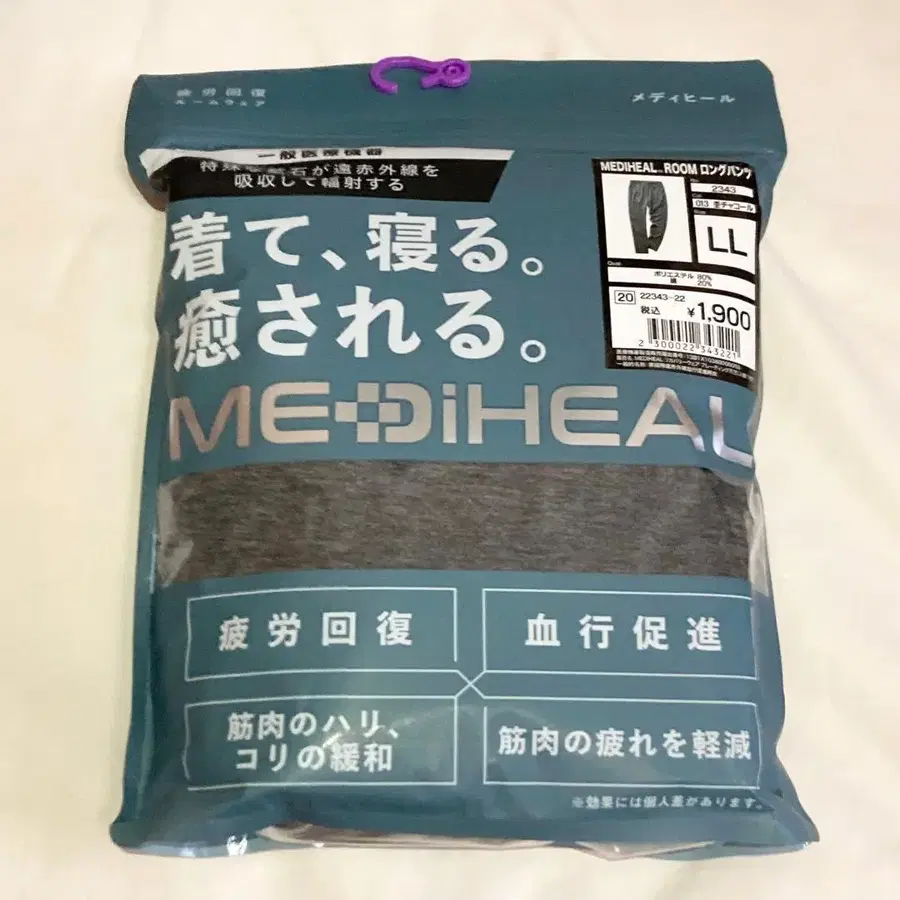 疲労回復
ルームウェア
メディヒール
一般医療機器
特殊な鉱石が遠赤外線を
吸収して輻射する
着て、寝る。
癒される。
MEDiHEAL
MEDIHEAL ROOM ロングパンツ
2343
013 杢チャコール
LL
ポリエステル 80%
綿 20%
20 22343-22
税込 ¥1,900
2 300022 343221
疲労回復
血行促進
筋肉のハリ、
コリの緩和
筋肉の疲れを軽減
※効果には個人差があります。